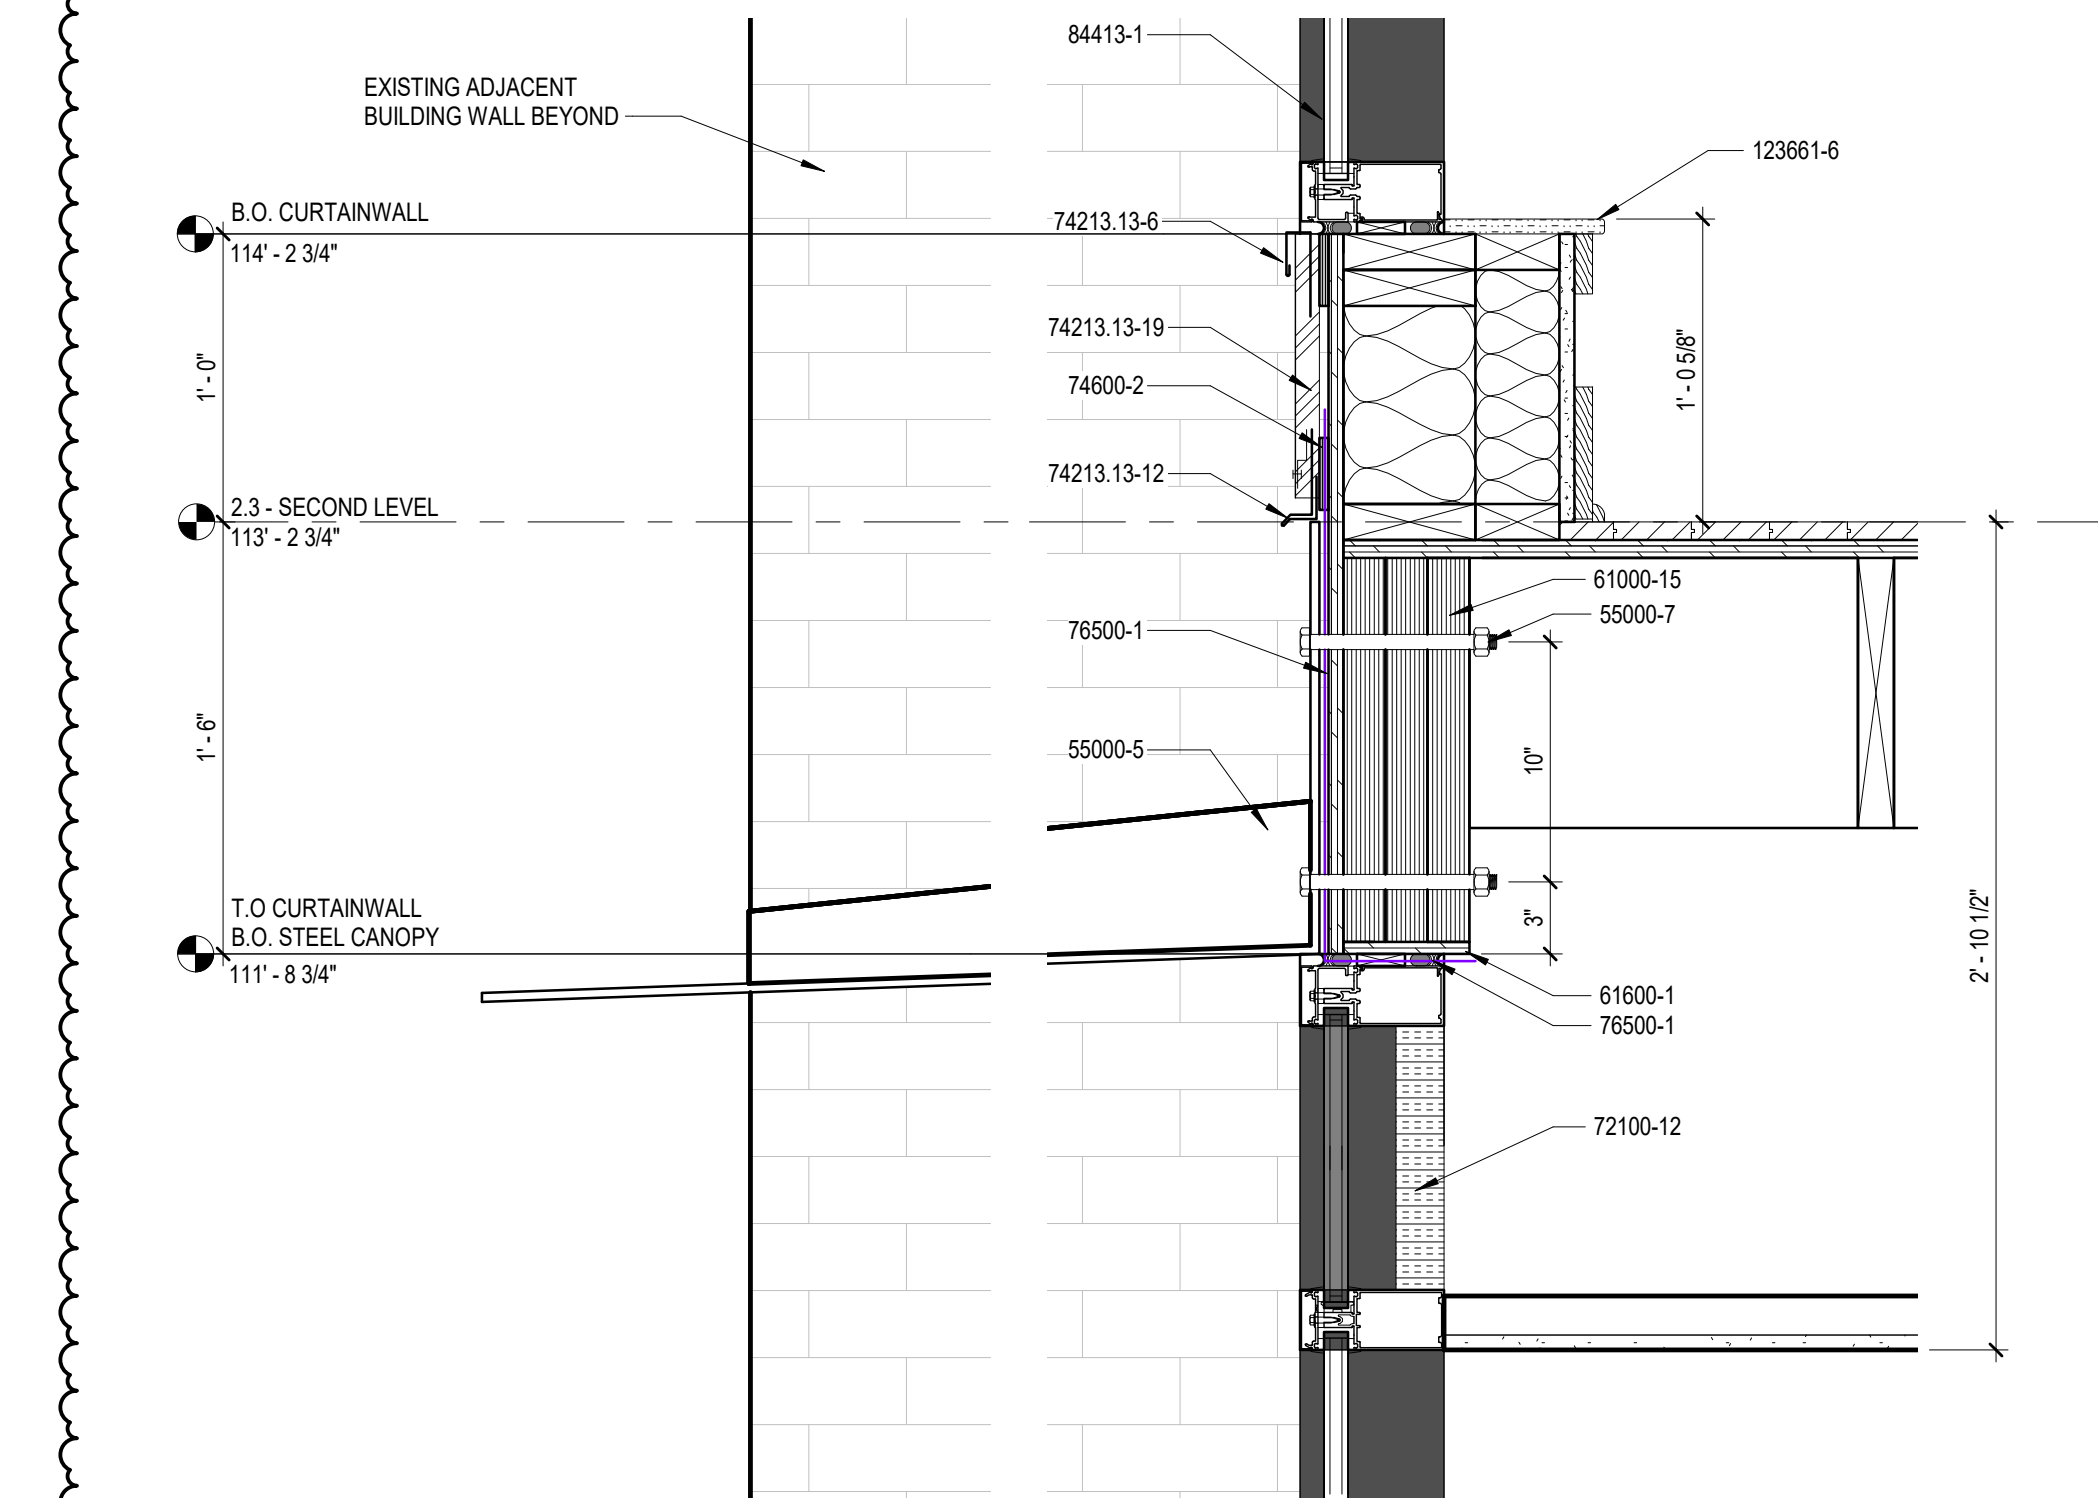 84413-1
EXISTING ADJACENT
BUILDING WALL BEYOND
123661-6
B.O. CURTAINWALL
114' - 2 3/4"
74213.13-6
74213.13-19
1' - 0"
1' - 0 5/8"
74600-2
74213.13-12
2.3 - SECOND LEVEL
113' - 2 3/4"
61000-15
55000-7
76500-1
1' - 6"
55000-5
10"
3"
T.O CURTAINWALL
B.O. STEEL CANOPY
111' - 8 3/4"
2' - 10 1/2"
61600-1
76500-1
72100-12